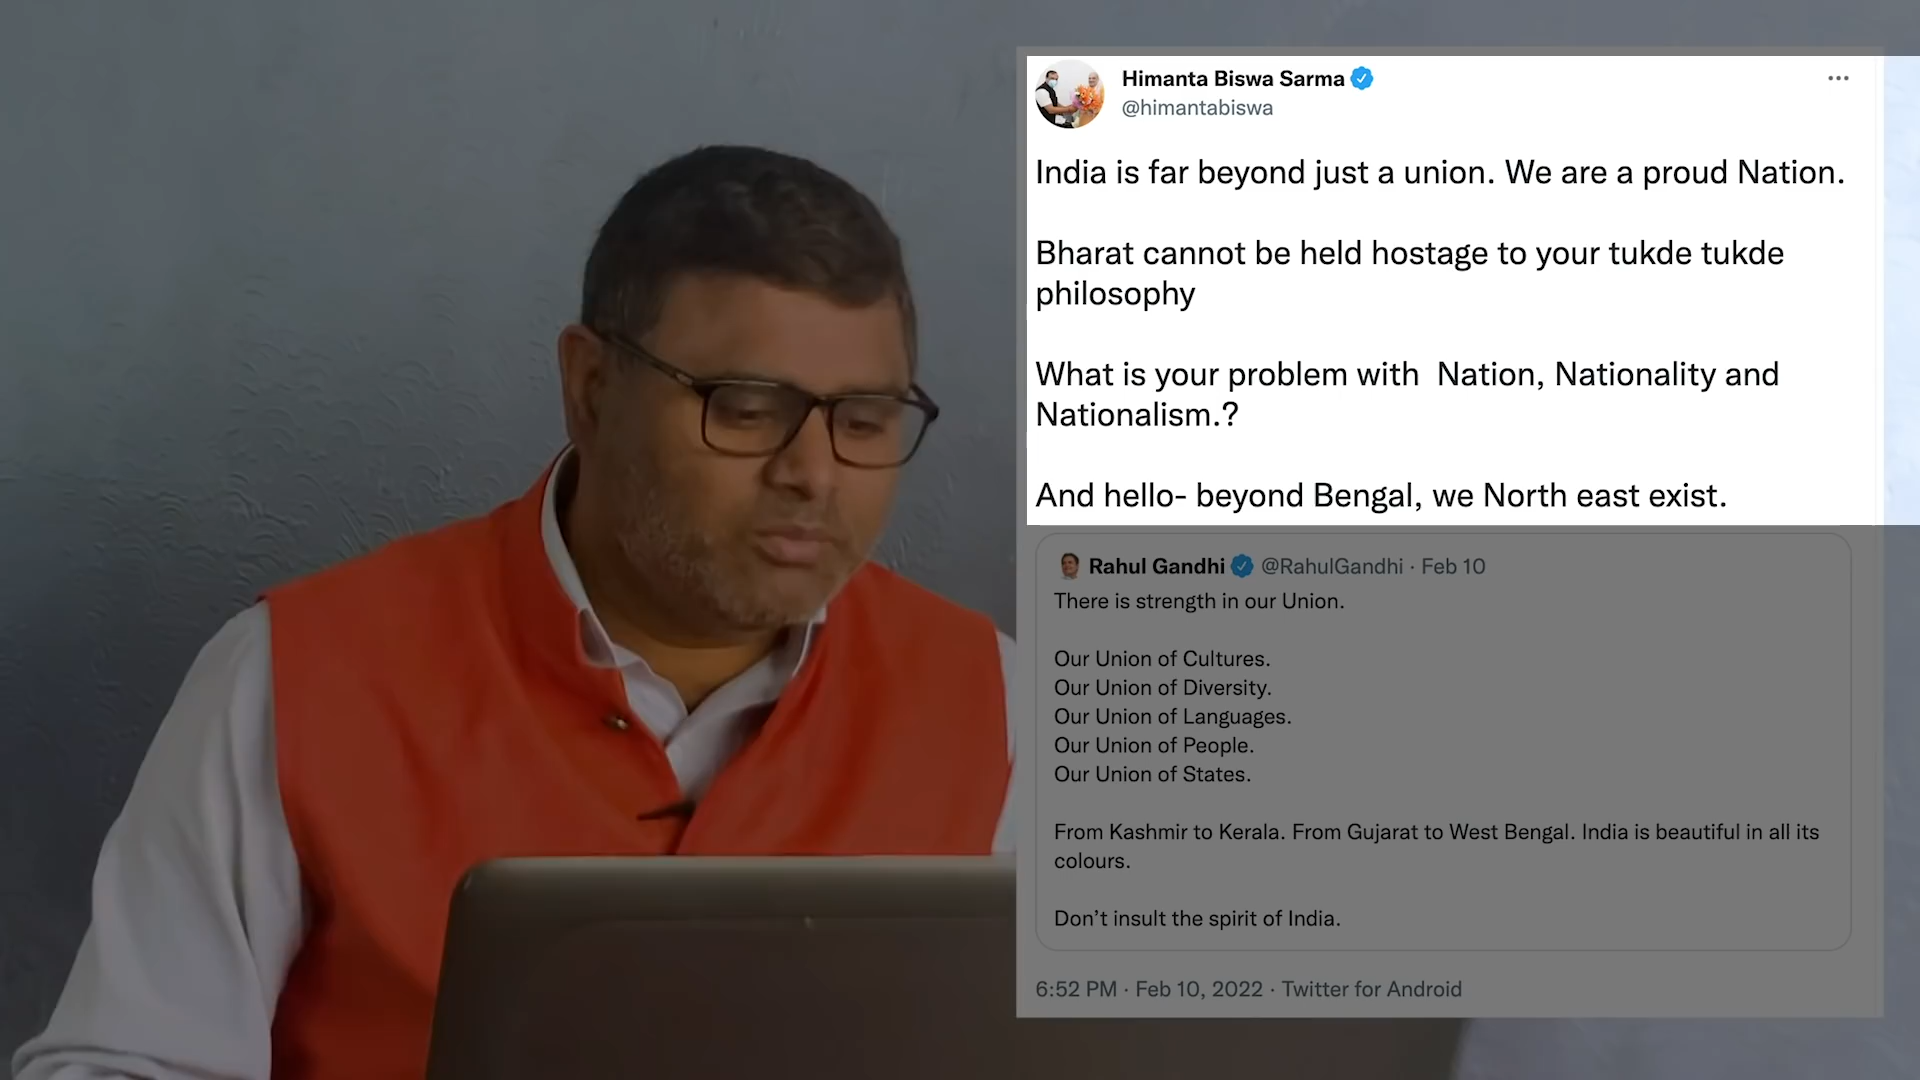 Himanta Biswa Sarma
@himantabiswa
India is far beyond just a union. We are a proud Nation.
Bharat cannot be held hostage to your tukde tukde
philosophy
What is your problem with  Nation, Nationality and
Nationalism.?
And hello- beyond Bengal, we North east exist.
Rahul Gandhi @RahulGandhi · Feb 10
There is strength in our Union.
Our Union of Cultures.
Our Union of Diversity.
Our Union of Languages.
Our Union of People.
Our Union of States.
From Kashmir to Kerala. From Gujarat to West Bengal. India is beautiful in all its
colours.
Don’t insult the spirit of India.
6:52 PM · Feb 10, 2022 · Twitter for Android